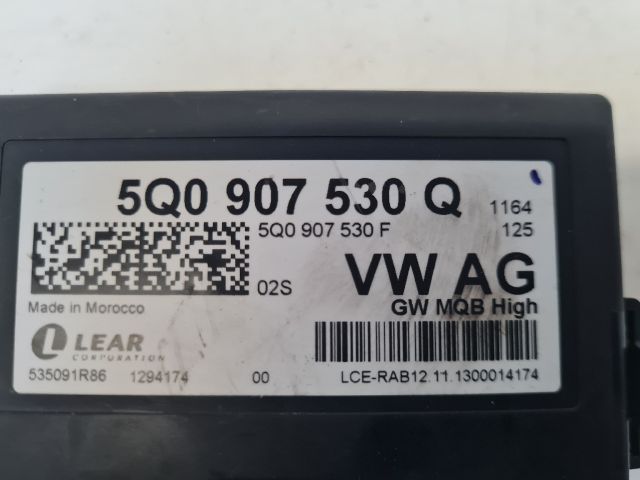 5Q0 907 530 Q 1164
5Q0 907 530 F 125
02S VW AG
Made in Morocco GW MQB High
LEAR
CORPORATION
535091R86 1294174 00 LCE-RAB12.11.1300014174